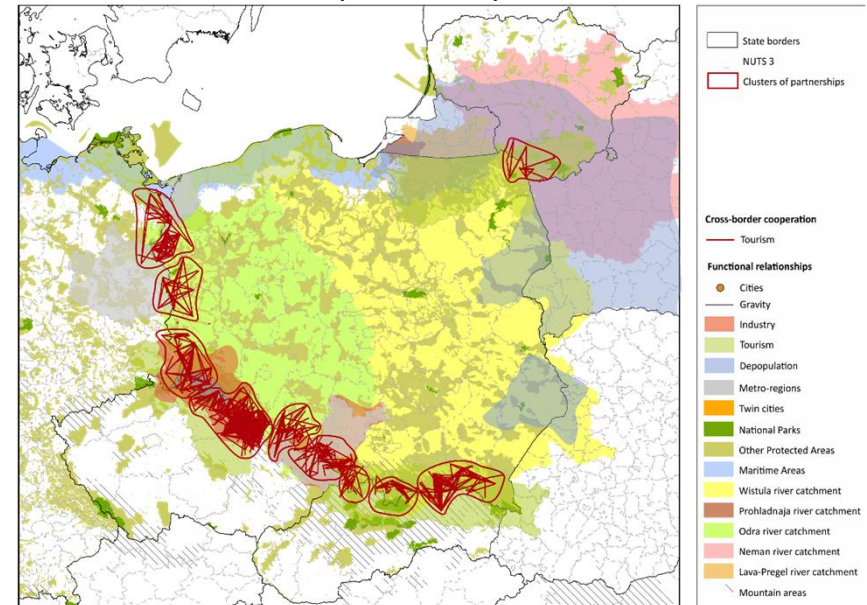 State borders
NUTS 3
Clusters of partnerships
Cross-border cooperation
Tourism
Functional relationships
Cities
Gravity
Industry
Tourism
Depopulation
Metro-regions
Twin cities
National Parks
Other Protected Areas
Maritime Areas
Wistula river catchment
Prohladnaja river catchment
Odra river catchment
Neman river catchment
Lava-Pregel river catchment
Mountain areas